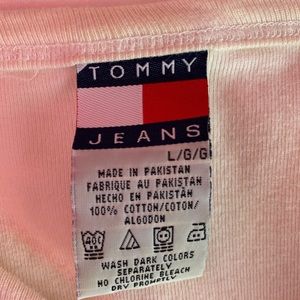 TOMMY
JEANS
L/G/G
MADE IN PAKISTAN
FABRIQUE AU PAKISTAN
HECHO EN PAKISTAN
100% COTTON/COTON/
ALGODON
WASH DARK COLORS
SEPARATELY
NO CHLORINE BLEACH
DRY PROMPTLY